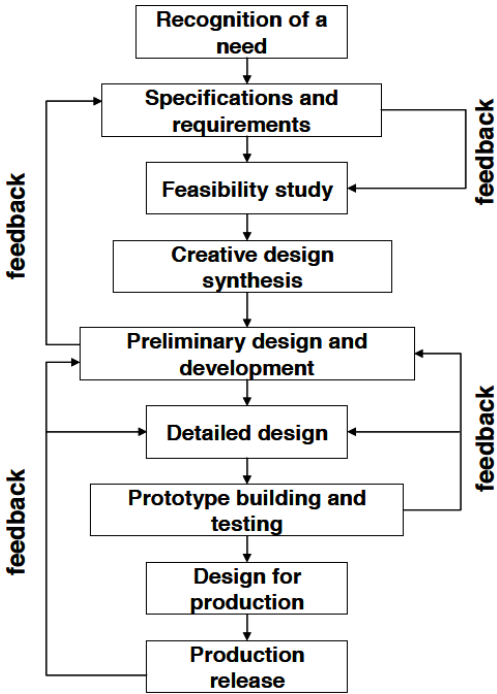 Recognition of a
need
Specifications and
requirements
feedback
Feasibility study
feedback
Creative design
synthesis
Preliminary design and
development
Detailed design
feedback
Prototype building and
testing
feedback
Design for
production
Production
release